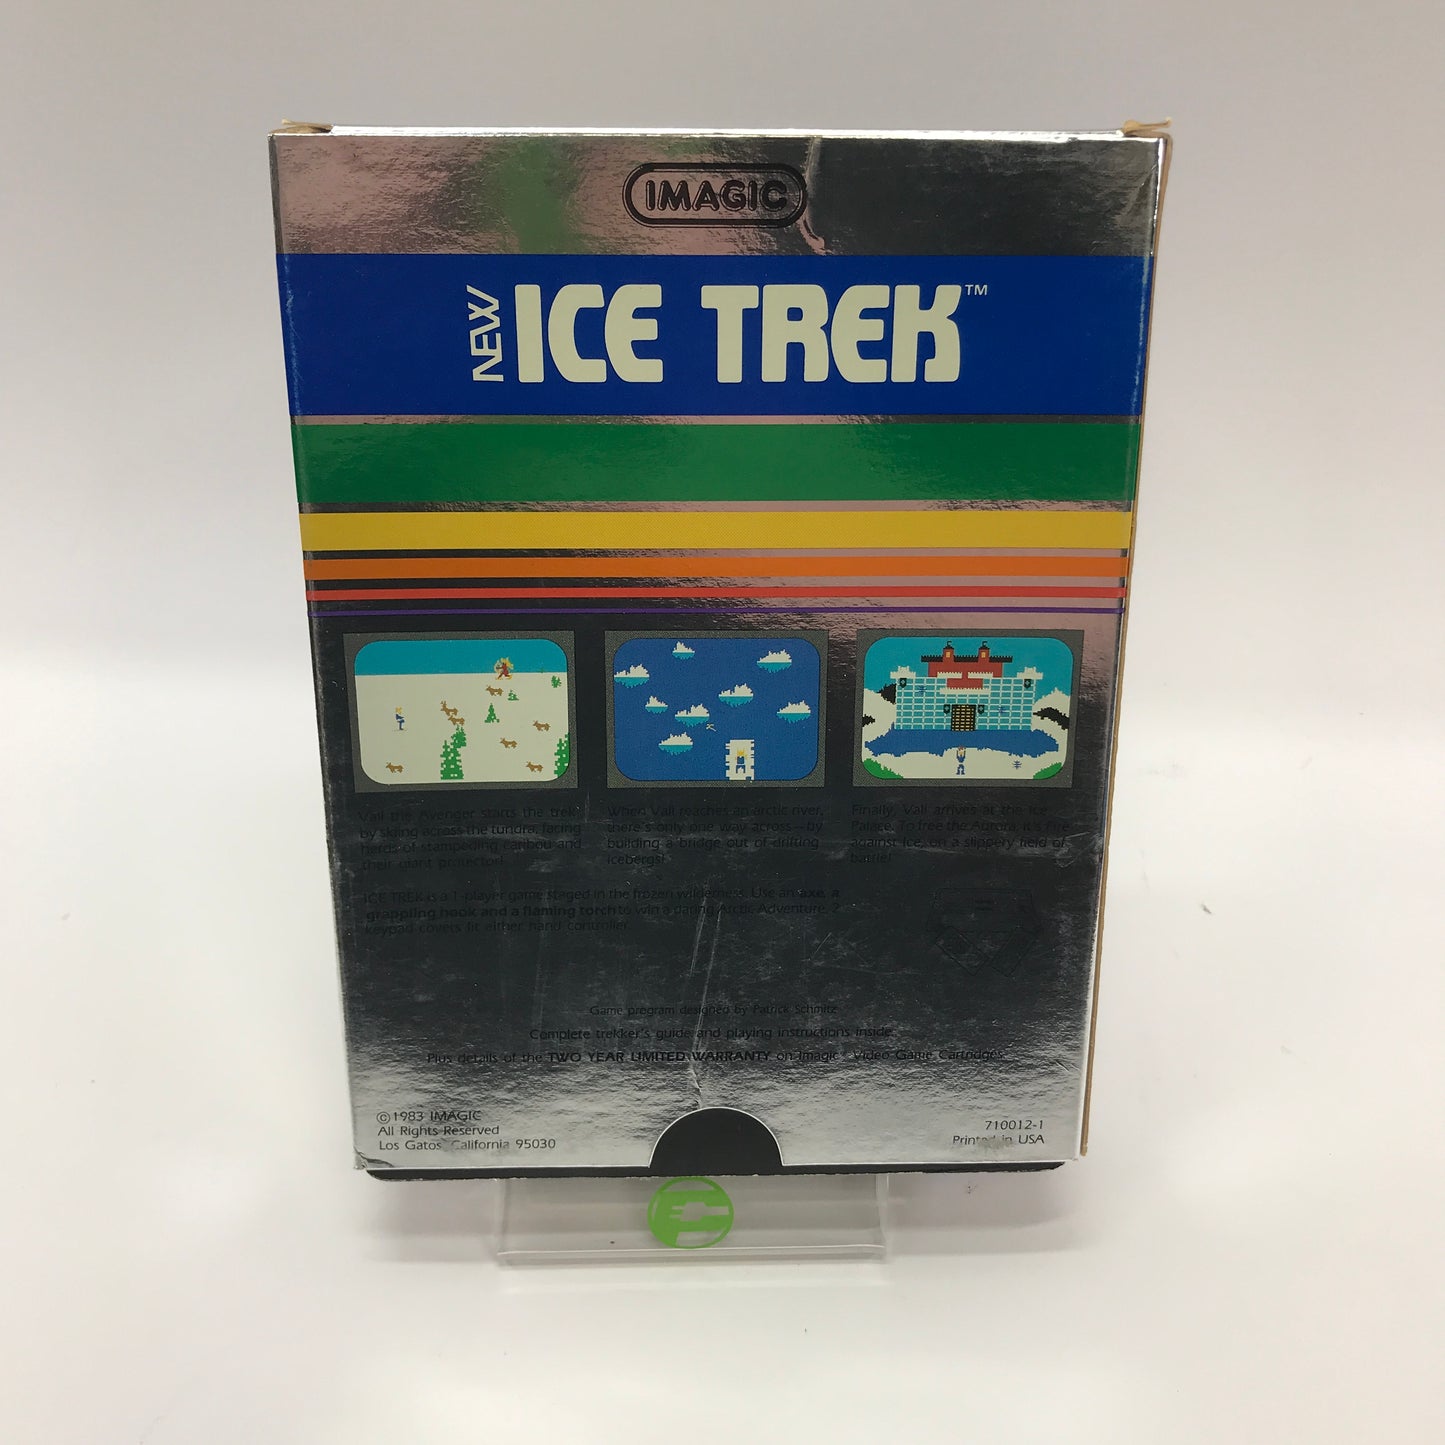 IMAGIC
NEW ICE TREK™
Vali the Avenger starts the trek
by skiing across the tundra, facing
herds of stampeding caribou and
their giant protector!
When Vali reaches an arctic river,
there's only one way across—by
building a bridge out of drifting
icebergs!
Finally, Vali arrives at the Ice
Palace. To free the Aurora, it's fire
against Ice, on a slippery field of
battle!
ICE TREK is a 1-player game staged in the frozen wilderness. Use an axe, a
grappling hook and a flaming torch to win a daring Arctic Adventure. 2
keypad covers fit either hand controller.
Game program designed by Patrick Schmitz
Complete trekker's guide and playing instructions inside.
Plus details of the TWO YEAR LIMITED WARRANTY on Imagic Video Game Cartridges
©1983 IMAGIC
All Rights Reserved
Los Gatos, California 95030
710012-1
Printed in USA